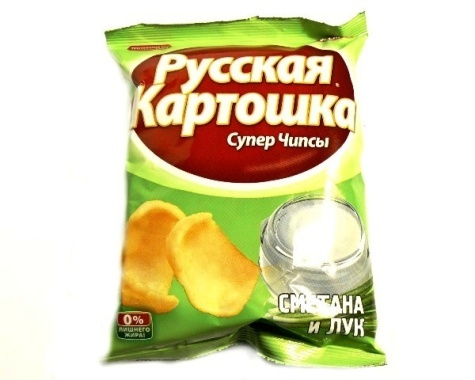 Русская
Картошка
Супер Чипсы
СМЕТАНА
и ЛУК
0%
ЛИШНЕГО
ЖИРА!